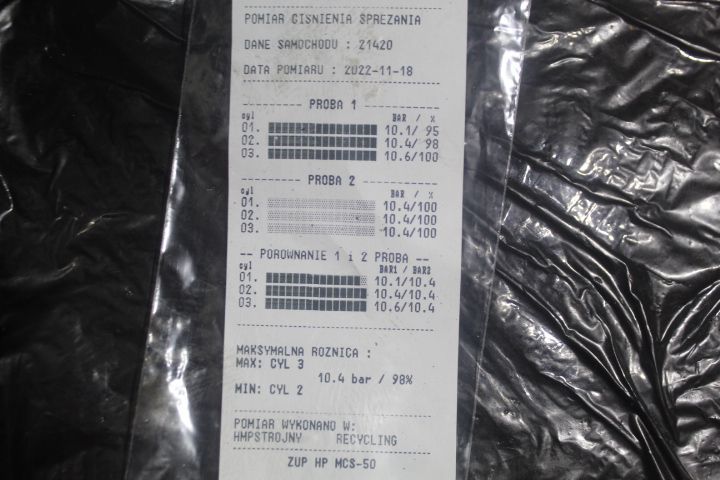 POMIAR CISNIENIA SPREZANIA
DANE SAMOCHODU : Z1420
DATA POMIARU : 2022-11-18
PROBA 1
cyl BAR / %
01. 10.1/ 95
02. 10.4/ 98
03. 10.6/100
PROBA 2
cyl BAR / %
01. 10.4/100
02. 10.4/100
03. 10.4/100
-- POROWNANIE 1 i 2 PROBA --
cyl BAR1 / BAR2
01. 10.1/10.4
02. 10.4/10.4
03. 10.6/10.4
MAKSYMALNA ROZNICA :
MAX: CYL 3
10.4 bar / 98%
MIN: CYL 2
POMIAR WYKONANO W:
HMPSTROJNY RECYCLING
ZUP HP MCS-50